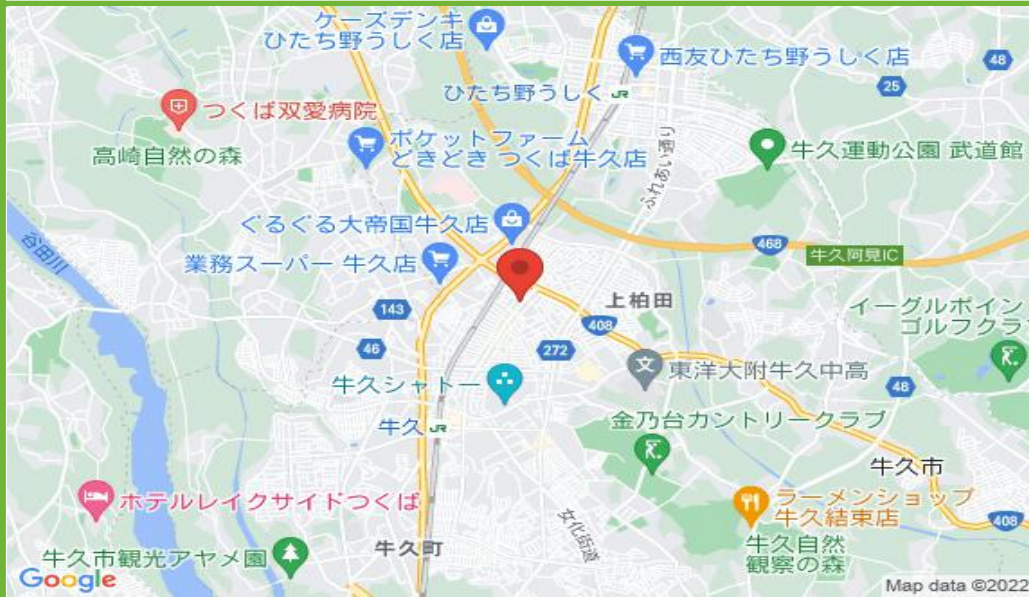 ケーズデンキ
ひたち野うしく店
西友ひたち野うしく店
48
25
ひたち野うしく JR
つくば双愛病院
高崎自然の森
ポケットファーム
どきどき つくば牛久店
ふれあい通り
牛久運動公園 武道館
ぐるぐる大帝国牛久店
谷田川
業務スーパー 牛久店
468
牛久阿見IC
143
上柏田
イーグルポイン
ゴルフクラ
408
46
272
牛久シャトー
東洋大附牛久中高
48
牛久 JR
金乃台カントリークラブ
牛久市
ホテルレイクサイドつくば
ラーメンショップ
牛久結束店
408
文化街道
牛久町
牛久自然
観察の森
牛久市観光アヤメ園
Google
Map data ©2022